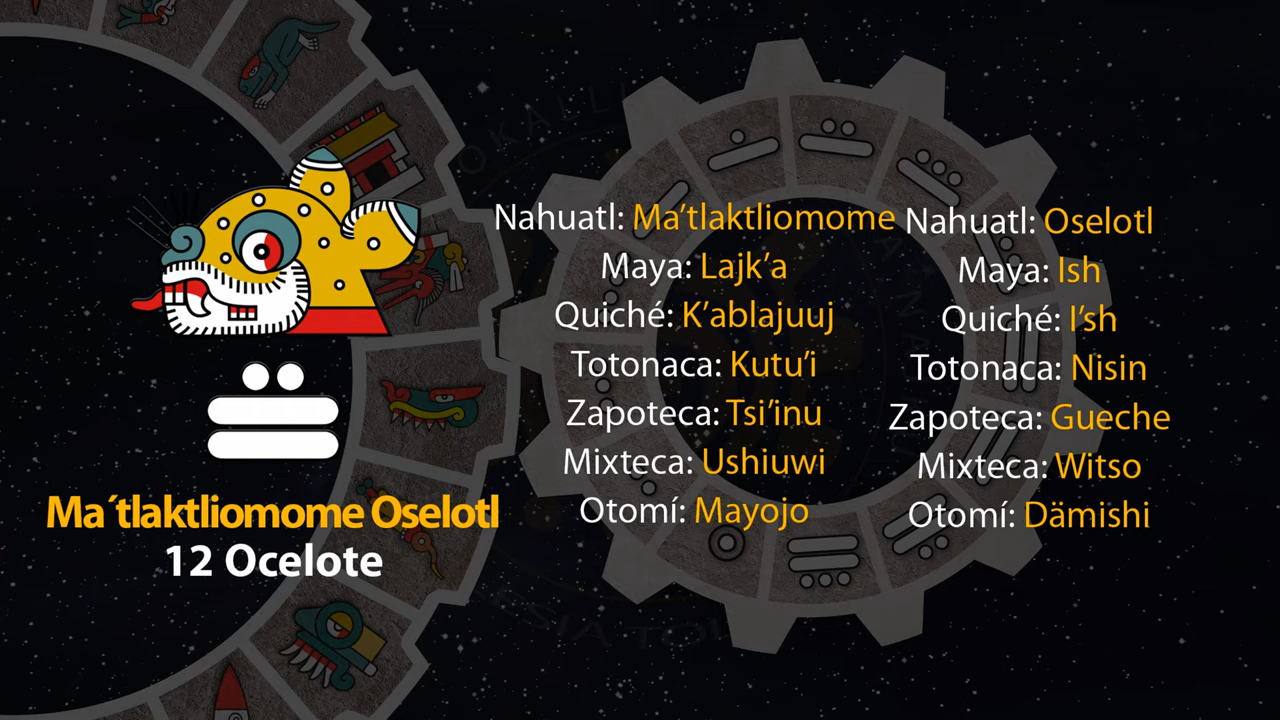 Nahuatl: Ma’tlaktliomome
Maya: Lajk’a
Quiché: K’ablajuuj
Totonaca: Kutu’i
Zapoteca: Tsi’inu
Mixteca: Ushiuwi
Otomí: Mayojo
Nahuatl: Oselotl
Maya: Ish
Quiché: I’sh
Totonaca: Nisin
Zapoteca: Gueche
Mixteca: Witso
Otomí: Dämishi
Ma´tlaktliomome Oselotl
12 Ocelote